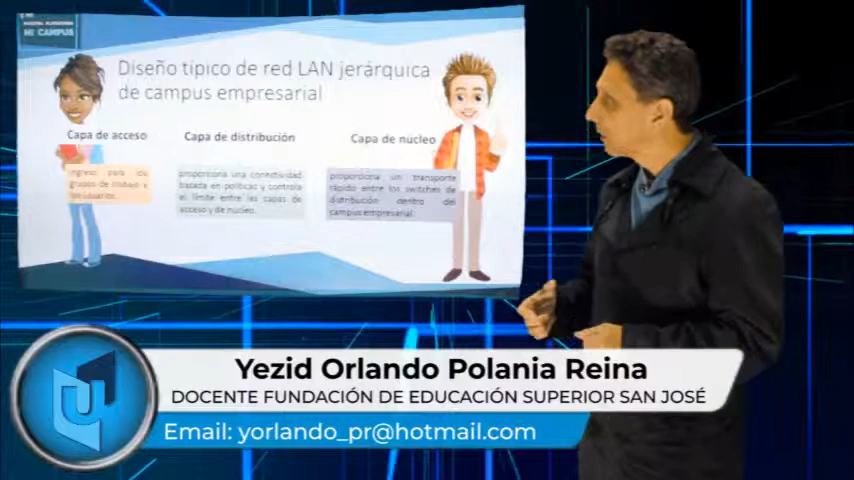 MI CAMPUS
Diseño típico de red LAN jerárquica
de campus empresarial
Capa de acceso
Capa de distribución
Capa de núcleo
ingreso para los
grupos de trabajo y
los usuarios.
proporciona una conectividad
basada en políticas y controla
el límite entre las capas de
acceso y de núcleo.
proporciona un transporte
rápido entre los switches de
distribución dentro del
campus empresarial.
Yezid Orlando Polania Reina
DOCENTE FUNDACIÓN DE EDUCACIÓN SUPERIOR SAN JOSÉ
Email: yorlando_pr@hotmail.com